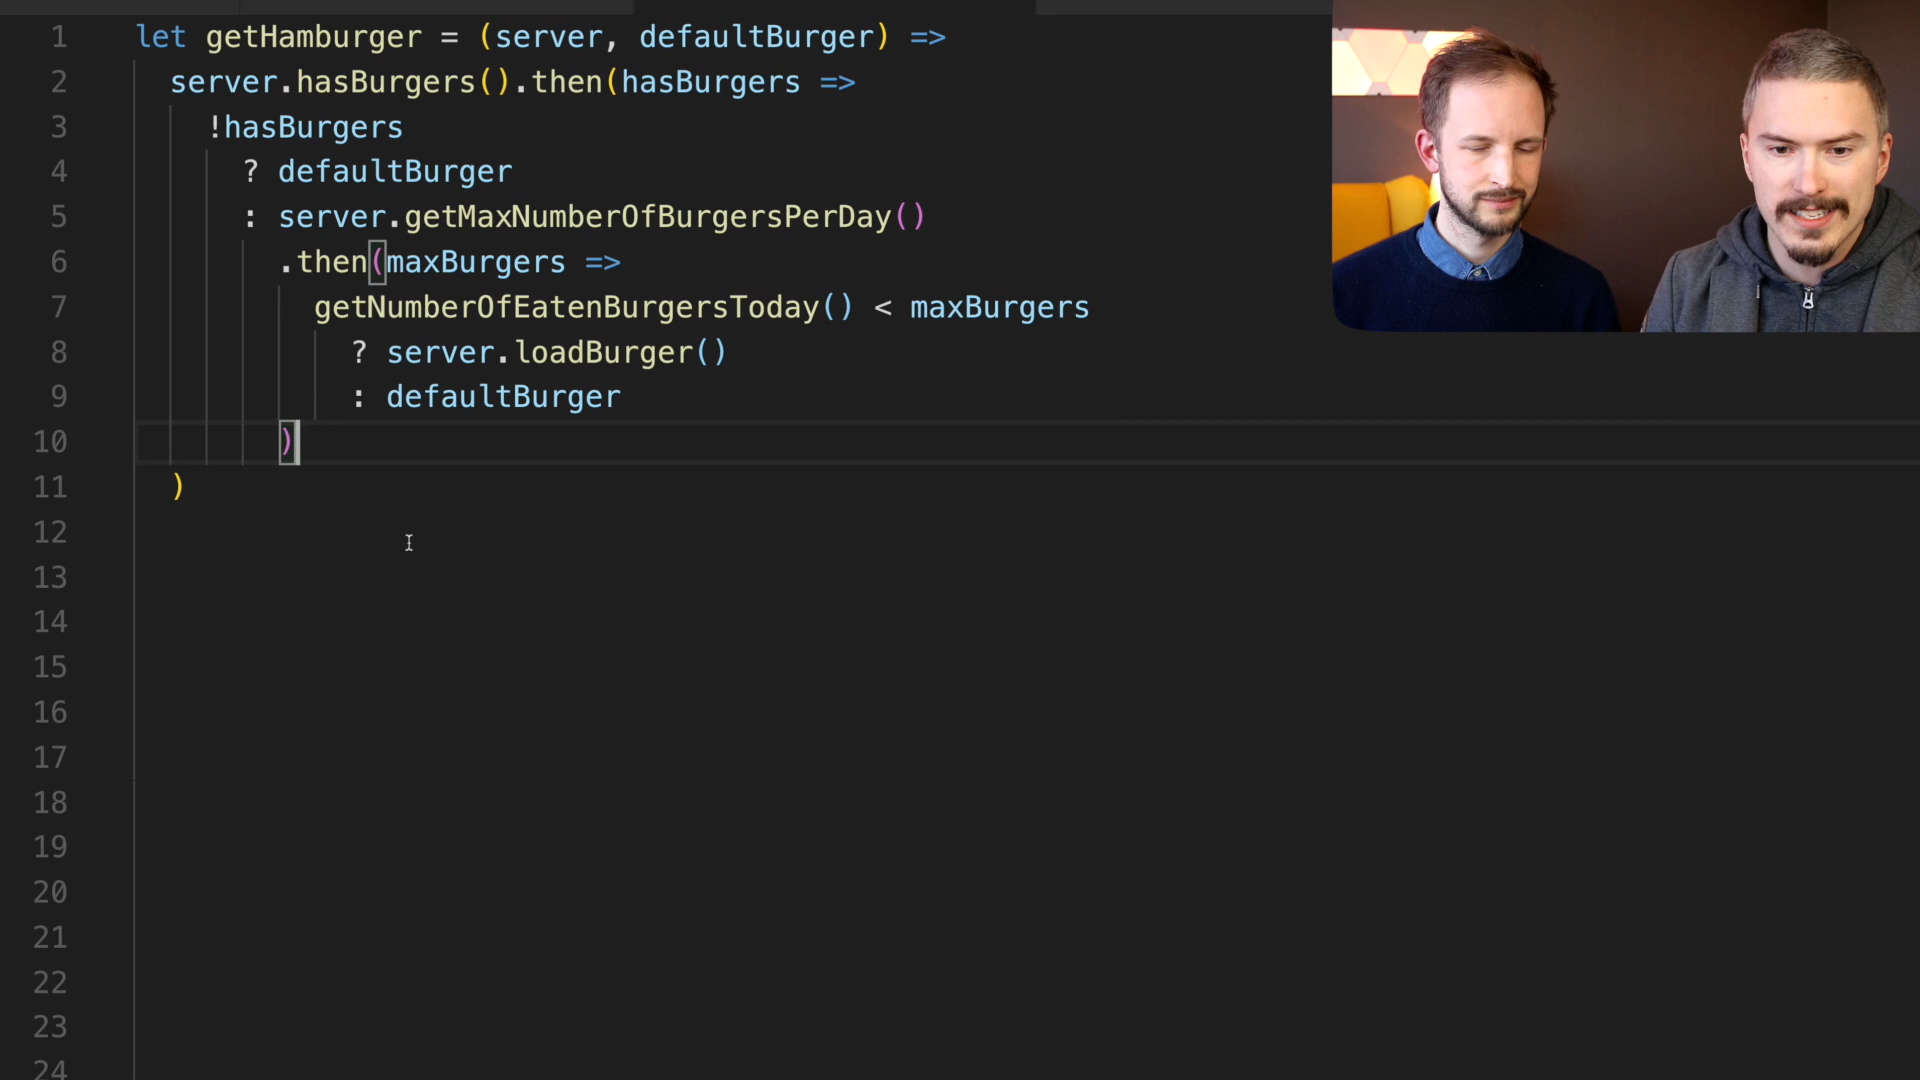 1 let getHamburger = (server, defaultBurger) =>
2 server.hasBurgers().then(hasBurgers =>
3 !hasBurgers
4 ? defaultBurger
5 : server.getMaxNumberOfBurgersPerDay()
6 .then(maxBurgers =>
7 getNumberOfEatenBurgersToday() < maxBurgers
8 ? server.loadBurger()
9 : defaultBurger
10 )
11 )
12
13
14
15
16
17
18
19
20
21
22
23
24